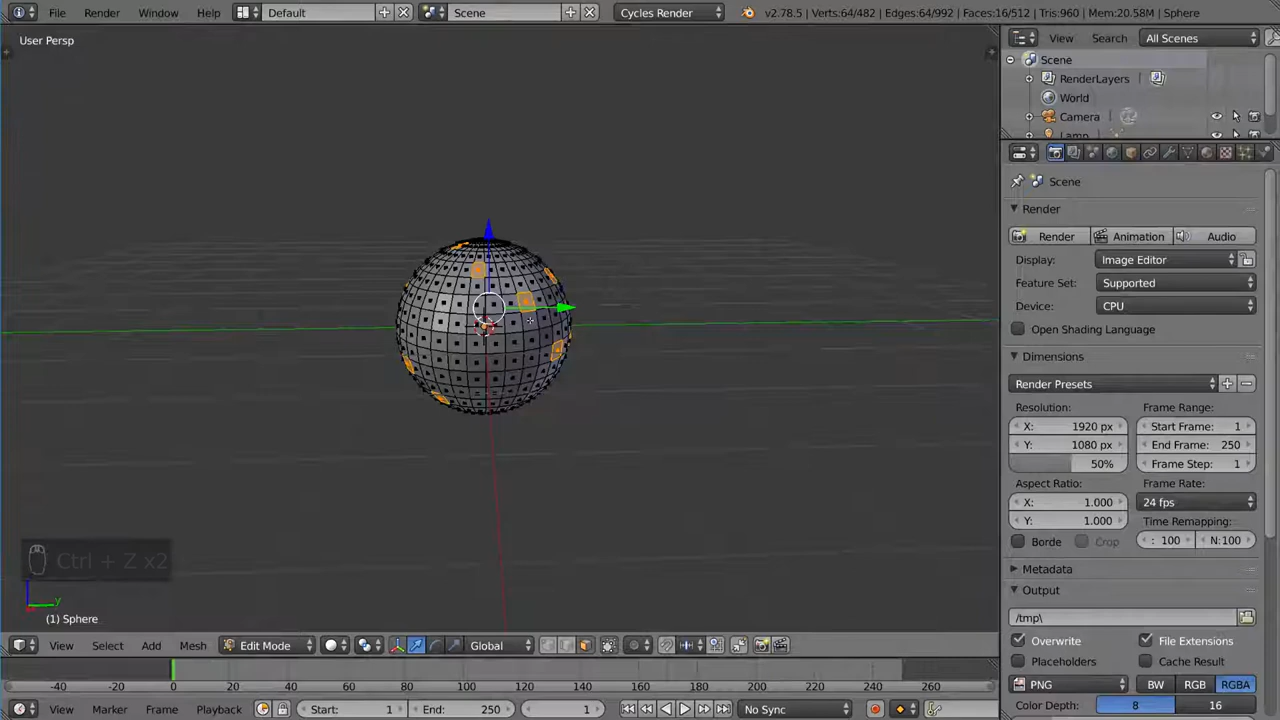 File Render Window Help Default Scene Cycles Render v2.78.5 | Verts:64/482 | Edges:64/992 | Faces:16/512 | Tris:960 | Mem:20.58M | Sphere
User Persp
View Search All Scenes
Scene
RenderLayers
World
Camera
Lamp
Scene
Render
Render Animation Audio
Display: Image Editor
Feature Set: Supported
Device: CPU
Open Shading Language
Dimensions
Render Presets
Resolution: Frame Range:
X: 1920 px Start Frame: 1
Y: 1080 px End Frame: 250
50% Frame Step: 1
Aspect Ratio: Frame Rate:
X: 1.000 24 fps
Y: 1.000 Time Remapping:
Borde Crop : 100 N:100
Metadata
Output
/tmp\
Overwrite File Extensions
Placeholders Cache Result
PNG BW RGB RGBA
Color Depth: 8 16
Ctrl + Z x2
y
(1) Sphere
View Select Add Mesh Edit Mode Global
-40 -20 0 20 40 60 80 100 120 140 160 180 200 220 240 260
View Marker Frame Playback Start: 1 End: 250 1 No Sync